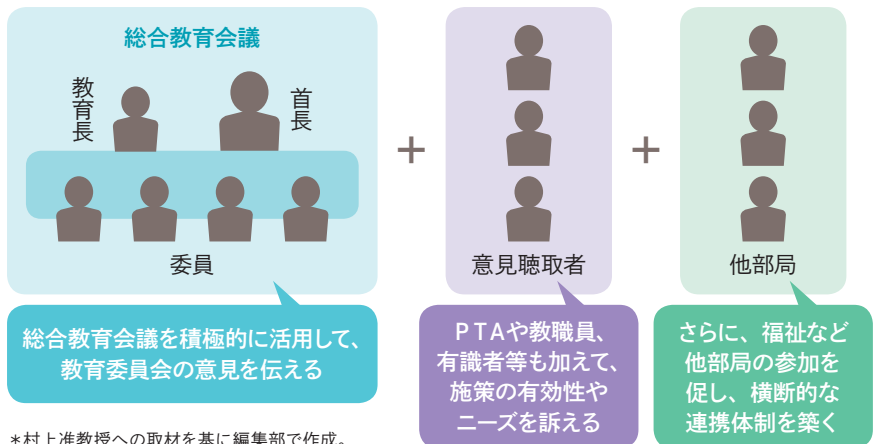 総合教育会議
教育長
首長
委員
+
意見聴取者
+
他部局
総合教育会議を積極的に活用して、
教育委員会の意見を伝える
PTAや教職員、
有識者等も加えて、
施策の有効性や
ニーズを訴える
さらに、福祉など
他部局の参加を
促し、横断的な
連携体制を築く
*村上准教授への取材を基に編集部で作成。